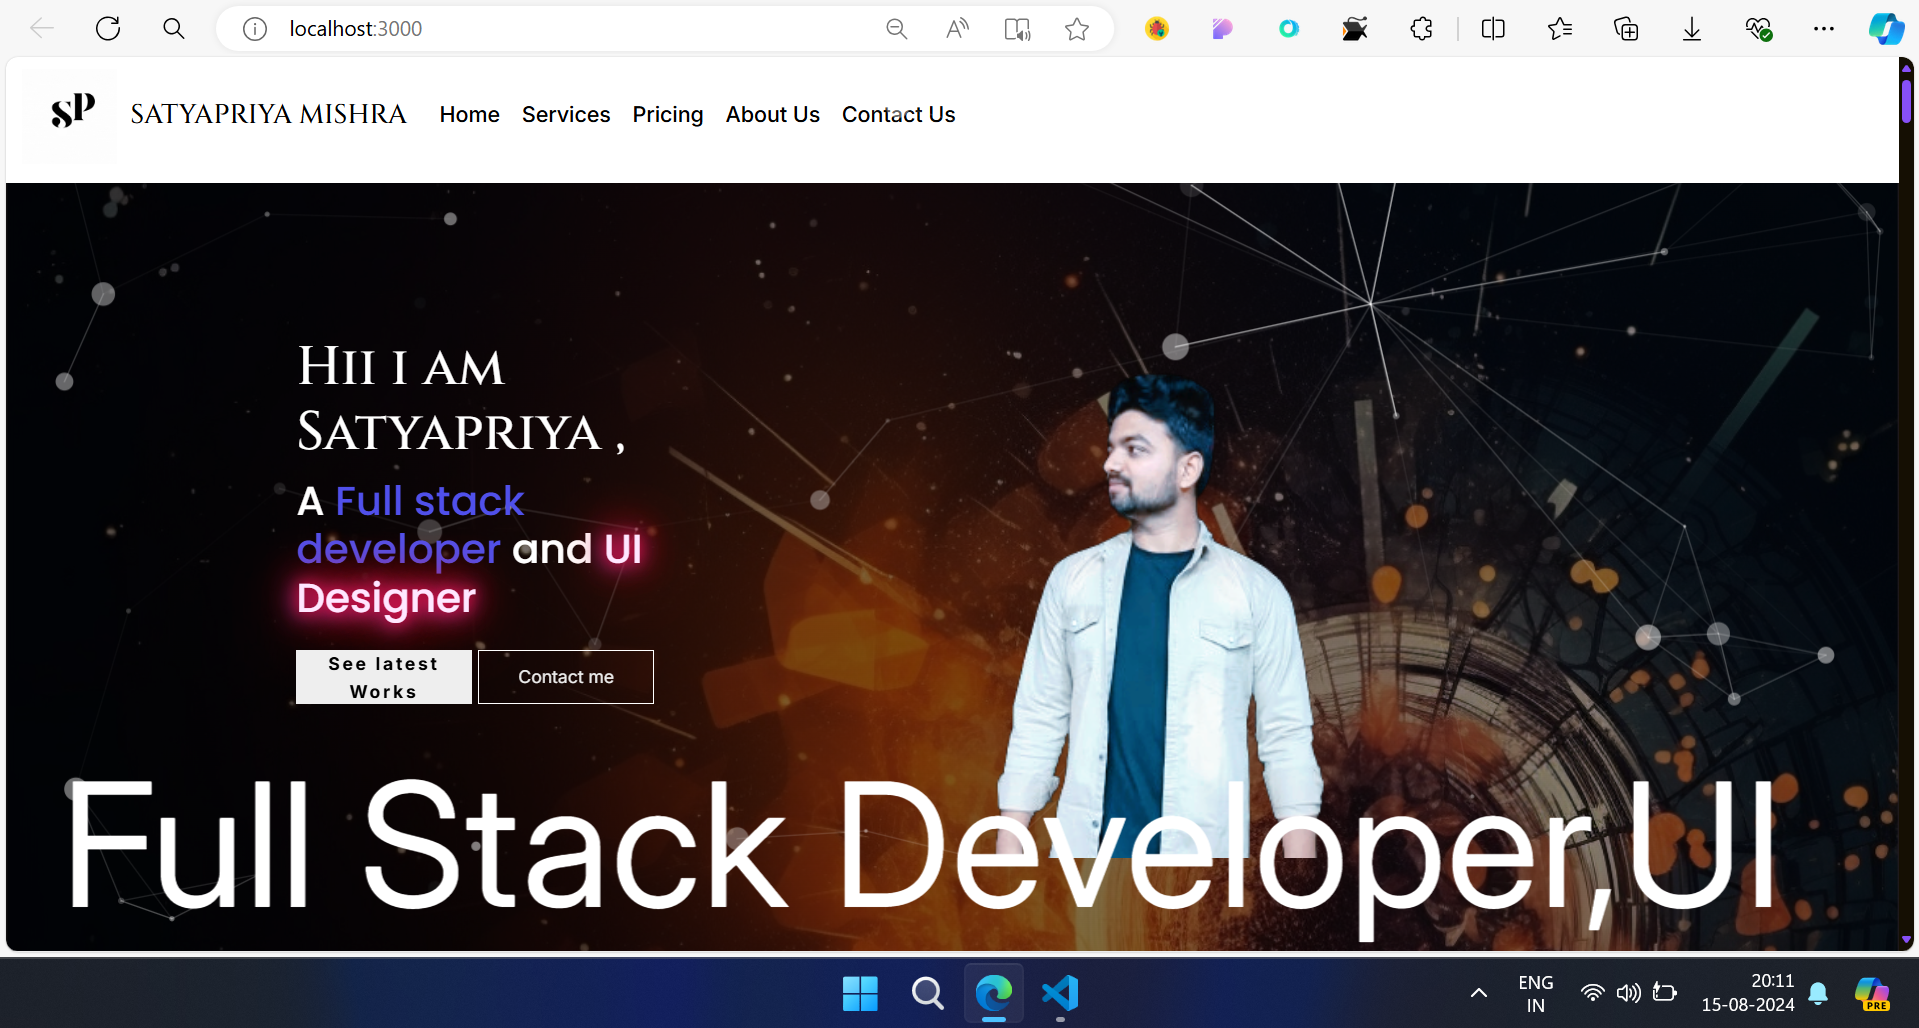 localhost:3000
SP SATYAPRIYA MISHRA Home Services Pricing About Us Contact Us
Hii i am
Satyapriya ,
A Full stack
developer and UI
Designer
See latest
Works
Contact me
Full Stack Developer,UI
ENG
IN
20:11
15-08-2024
PRE